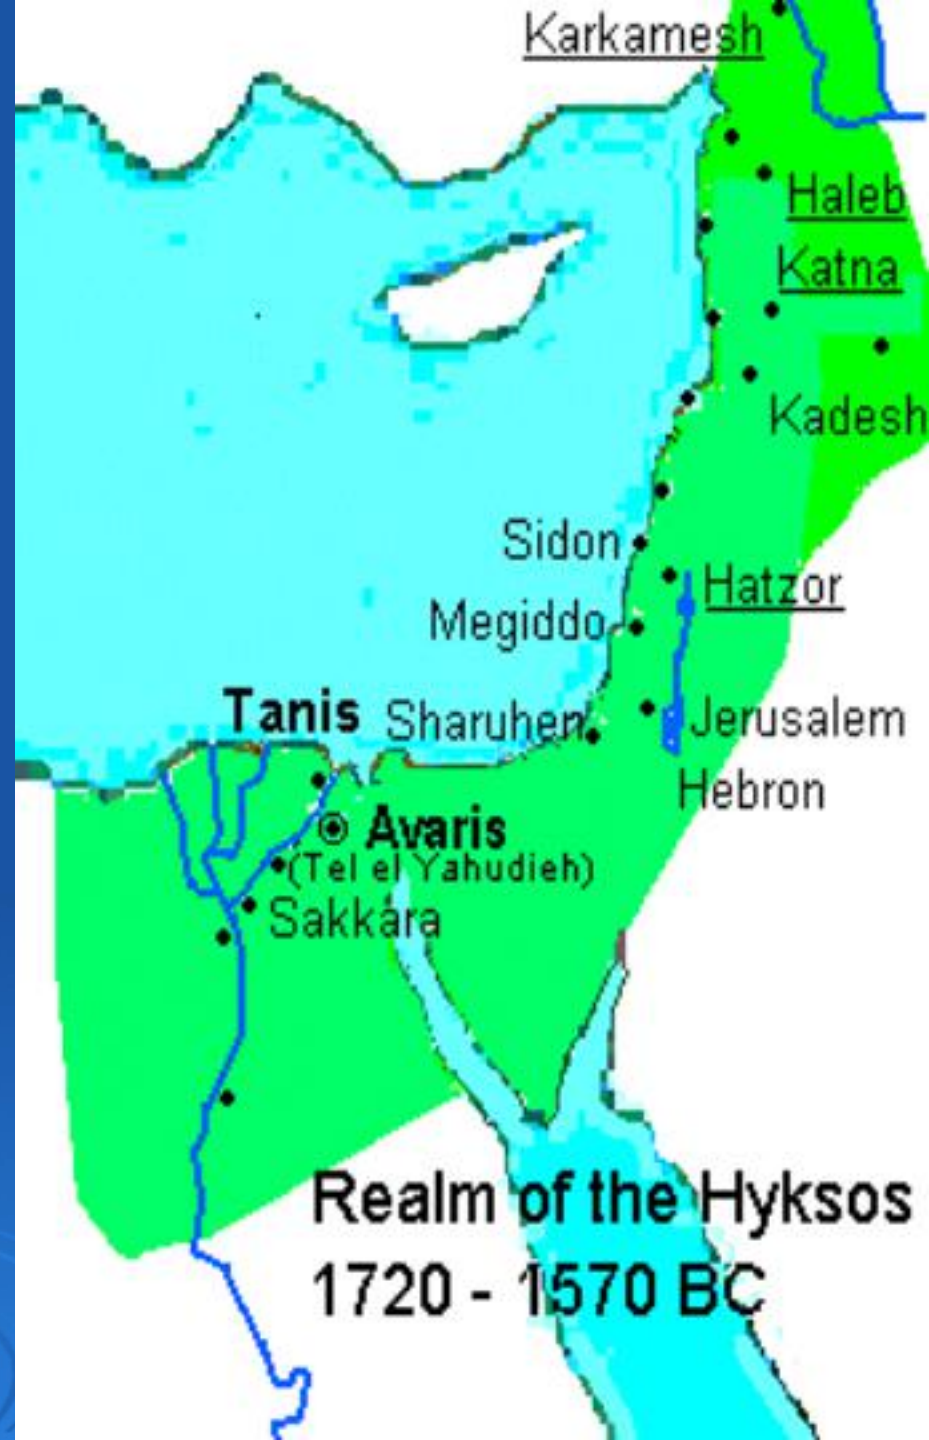 Karkamesh
Haleb
Katna
Kadesh
Sidon
Hatzor
Megiddo
Tanis
Sharuhen
Jerusalem
Hebron
Avaris
(Tel el Yahudieh)
Sakkara
Realm of the Hyksos
1720 - 1570 BC